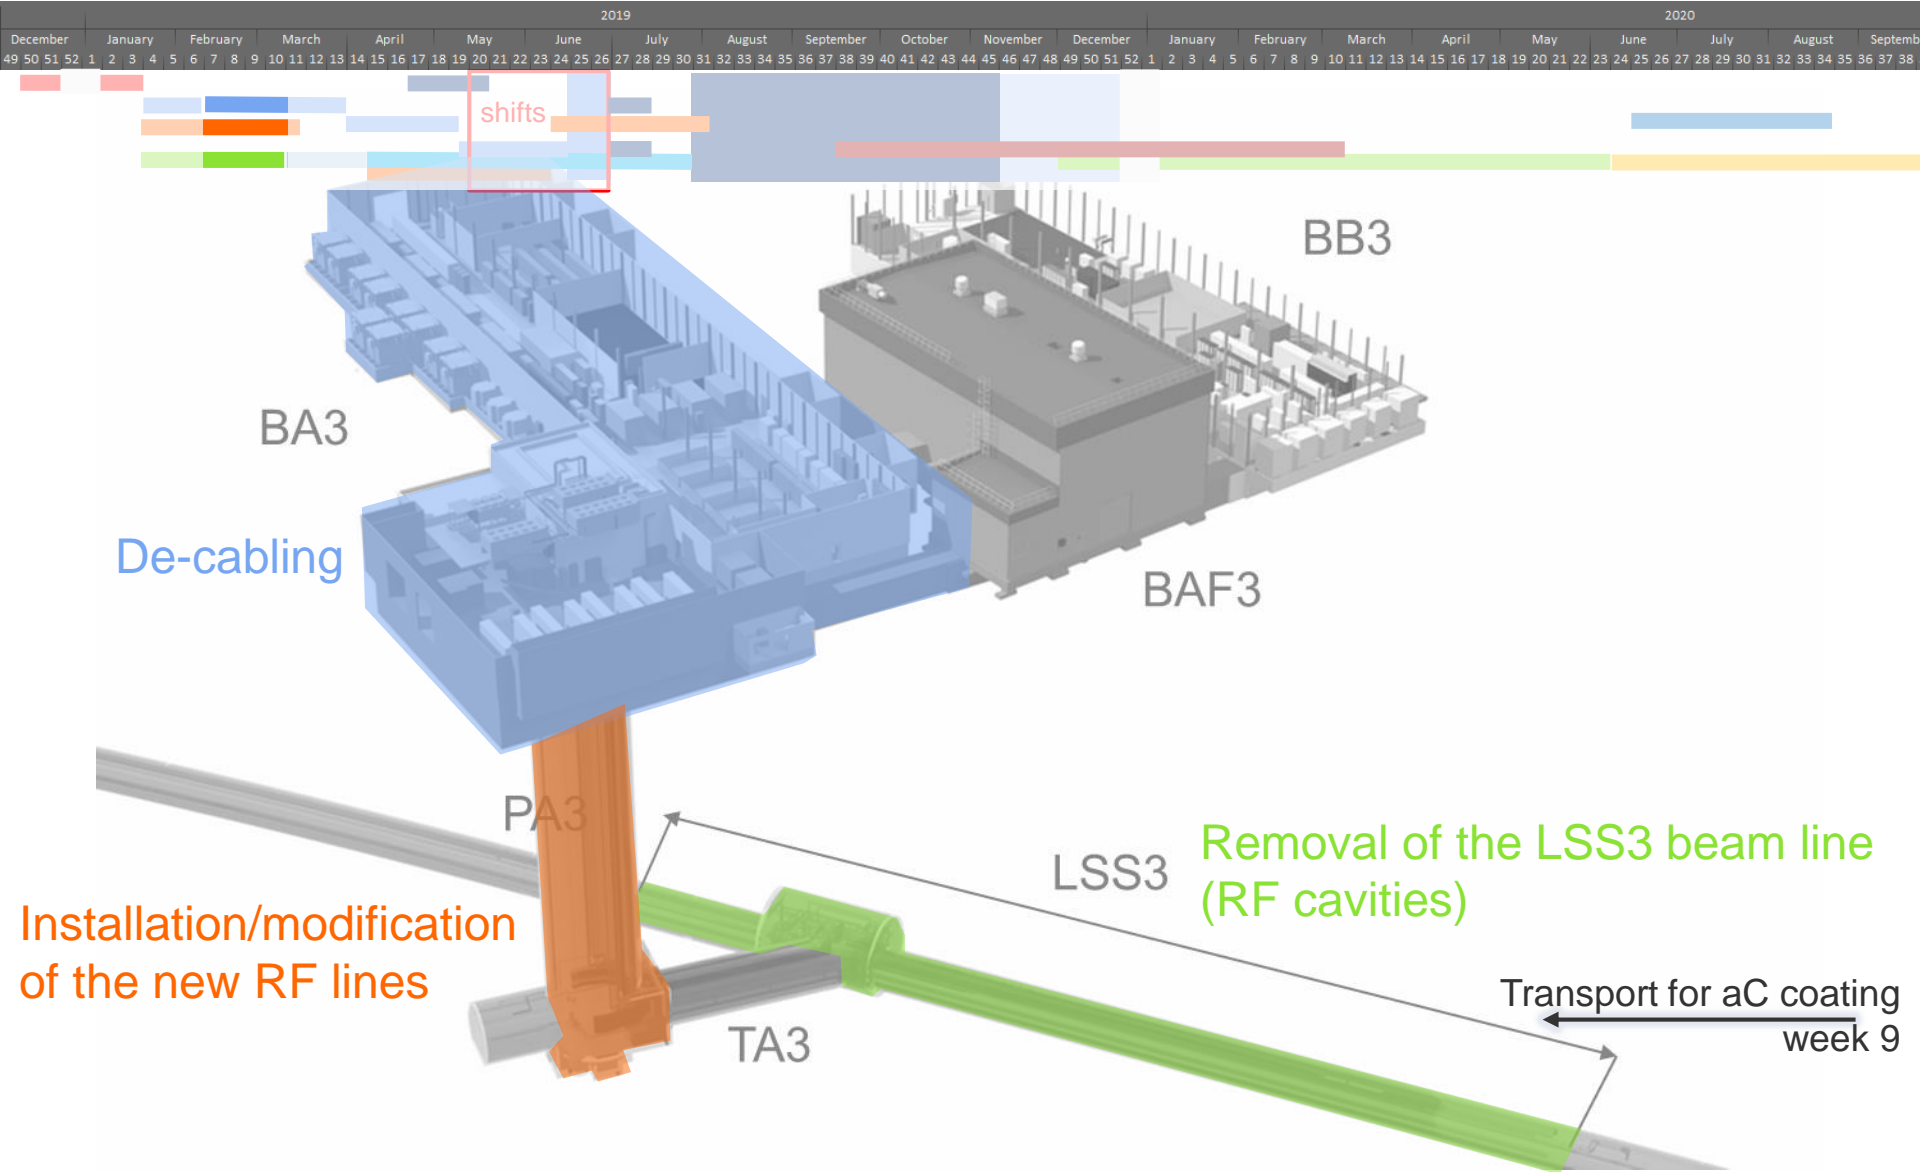 2019 2020
December January February March April May June July August September October November December January February March April May June July August Septemb
49 50 51 52 1 2 3 4 5 6 7 8 9 10 11 12 13 14 15 16 17 18 19 20 21 22 23 24 25 26 27 28 29 30 31 32 33 34 35 36 37 38 39 40 41 42 43 44 45 46 47 48 49 50 51 52 1 2 3 4 5 6 7 8 9 10 11 12 13 14 15 16 17 18 19 20 21 22 23 24 25 26 27 28 29 30 31 32 33 34 35 36 37 38
shifts
BB3
BA3
De-cabling
BAF3
PA3
Removal of the LSS3 beam line
(RF cavities)
LSS3
Installation/modification
of the new RF lines
Transport for aC coating
week 9
TA3